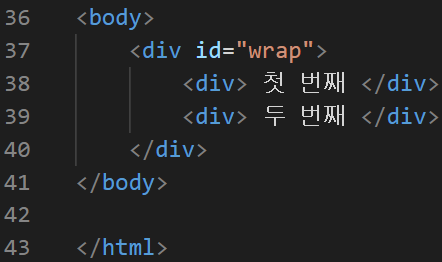 36 <body>
37 <div id="wrap">
38 <div> 첫 번째 </div>
39 <div> 두 번째 </div>
40 </div>
41 </body>
42
43 </html>